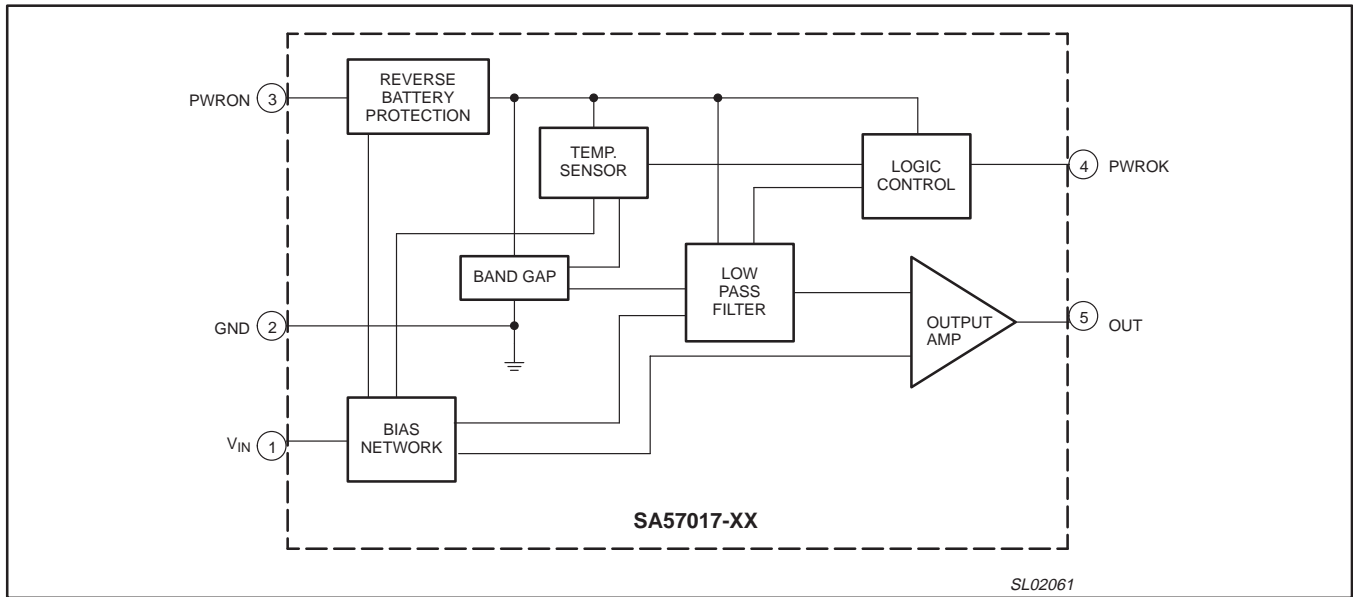 REVERSE
BATTERY
PROTECTION
PWRON 3
TEMP.
SENSOR
LOGIC
CONTROL
4 PWROK
BAND GAP
LOW
PASS
FILTER
GND 2
OUTPUT
AMP
5 OUT
VIN 1
BIAS
NETWORK
SA57017-XX
SL02061